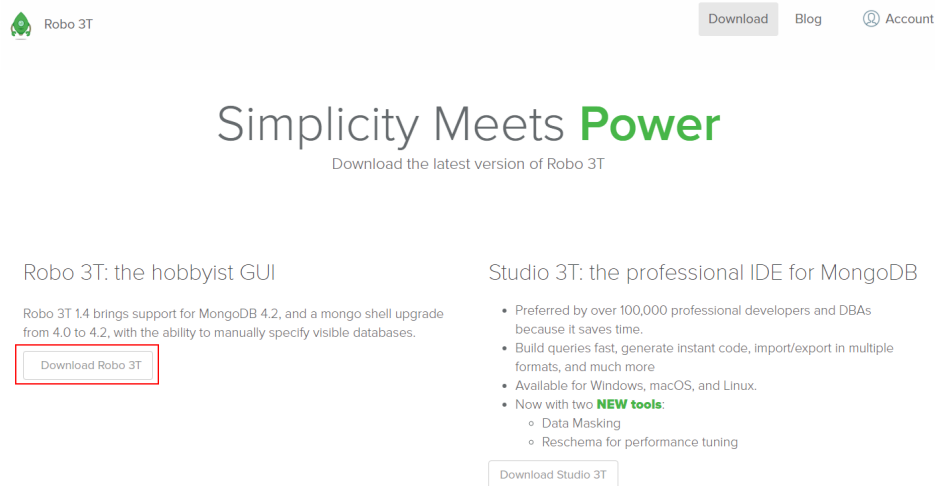 Robo 3T
Download
Blog
Account
Simplicity Meets Power
Download the latest version of Robo 3T
Robo 3T: the hobbyist GUI
Robo 3T 1.4 brings support for MongoDB 4.2, and a mongo shell upgrade
from 4.0 to 4.2, with the ability to manually specify visible databases.
Download Robo 3T
Studio 3T: the professional IDE for MongoDB
Preferred by over 100,000 professional developers and DBAs
because it saves time.
Build queries fast, generate instant code, import/export in multiple
formats, and much more
Available for Windows, macOS, and Linux.
Now with two NEW tools:
Data Masking
Reschema for performance tuning
Download Studio 3T